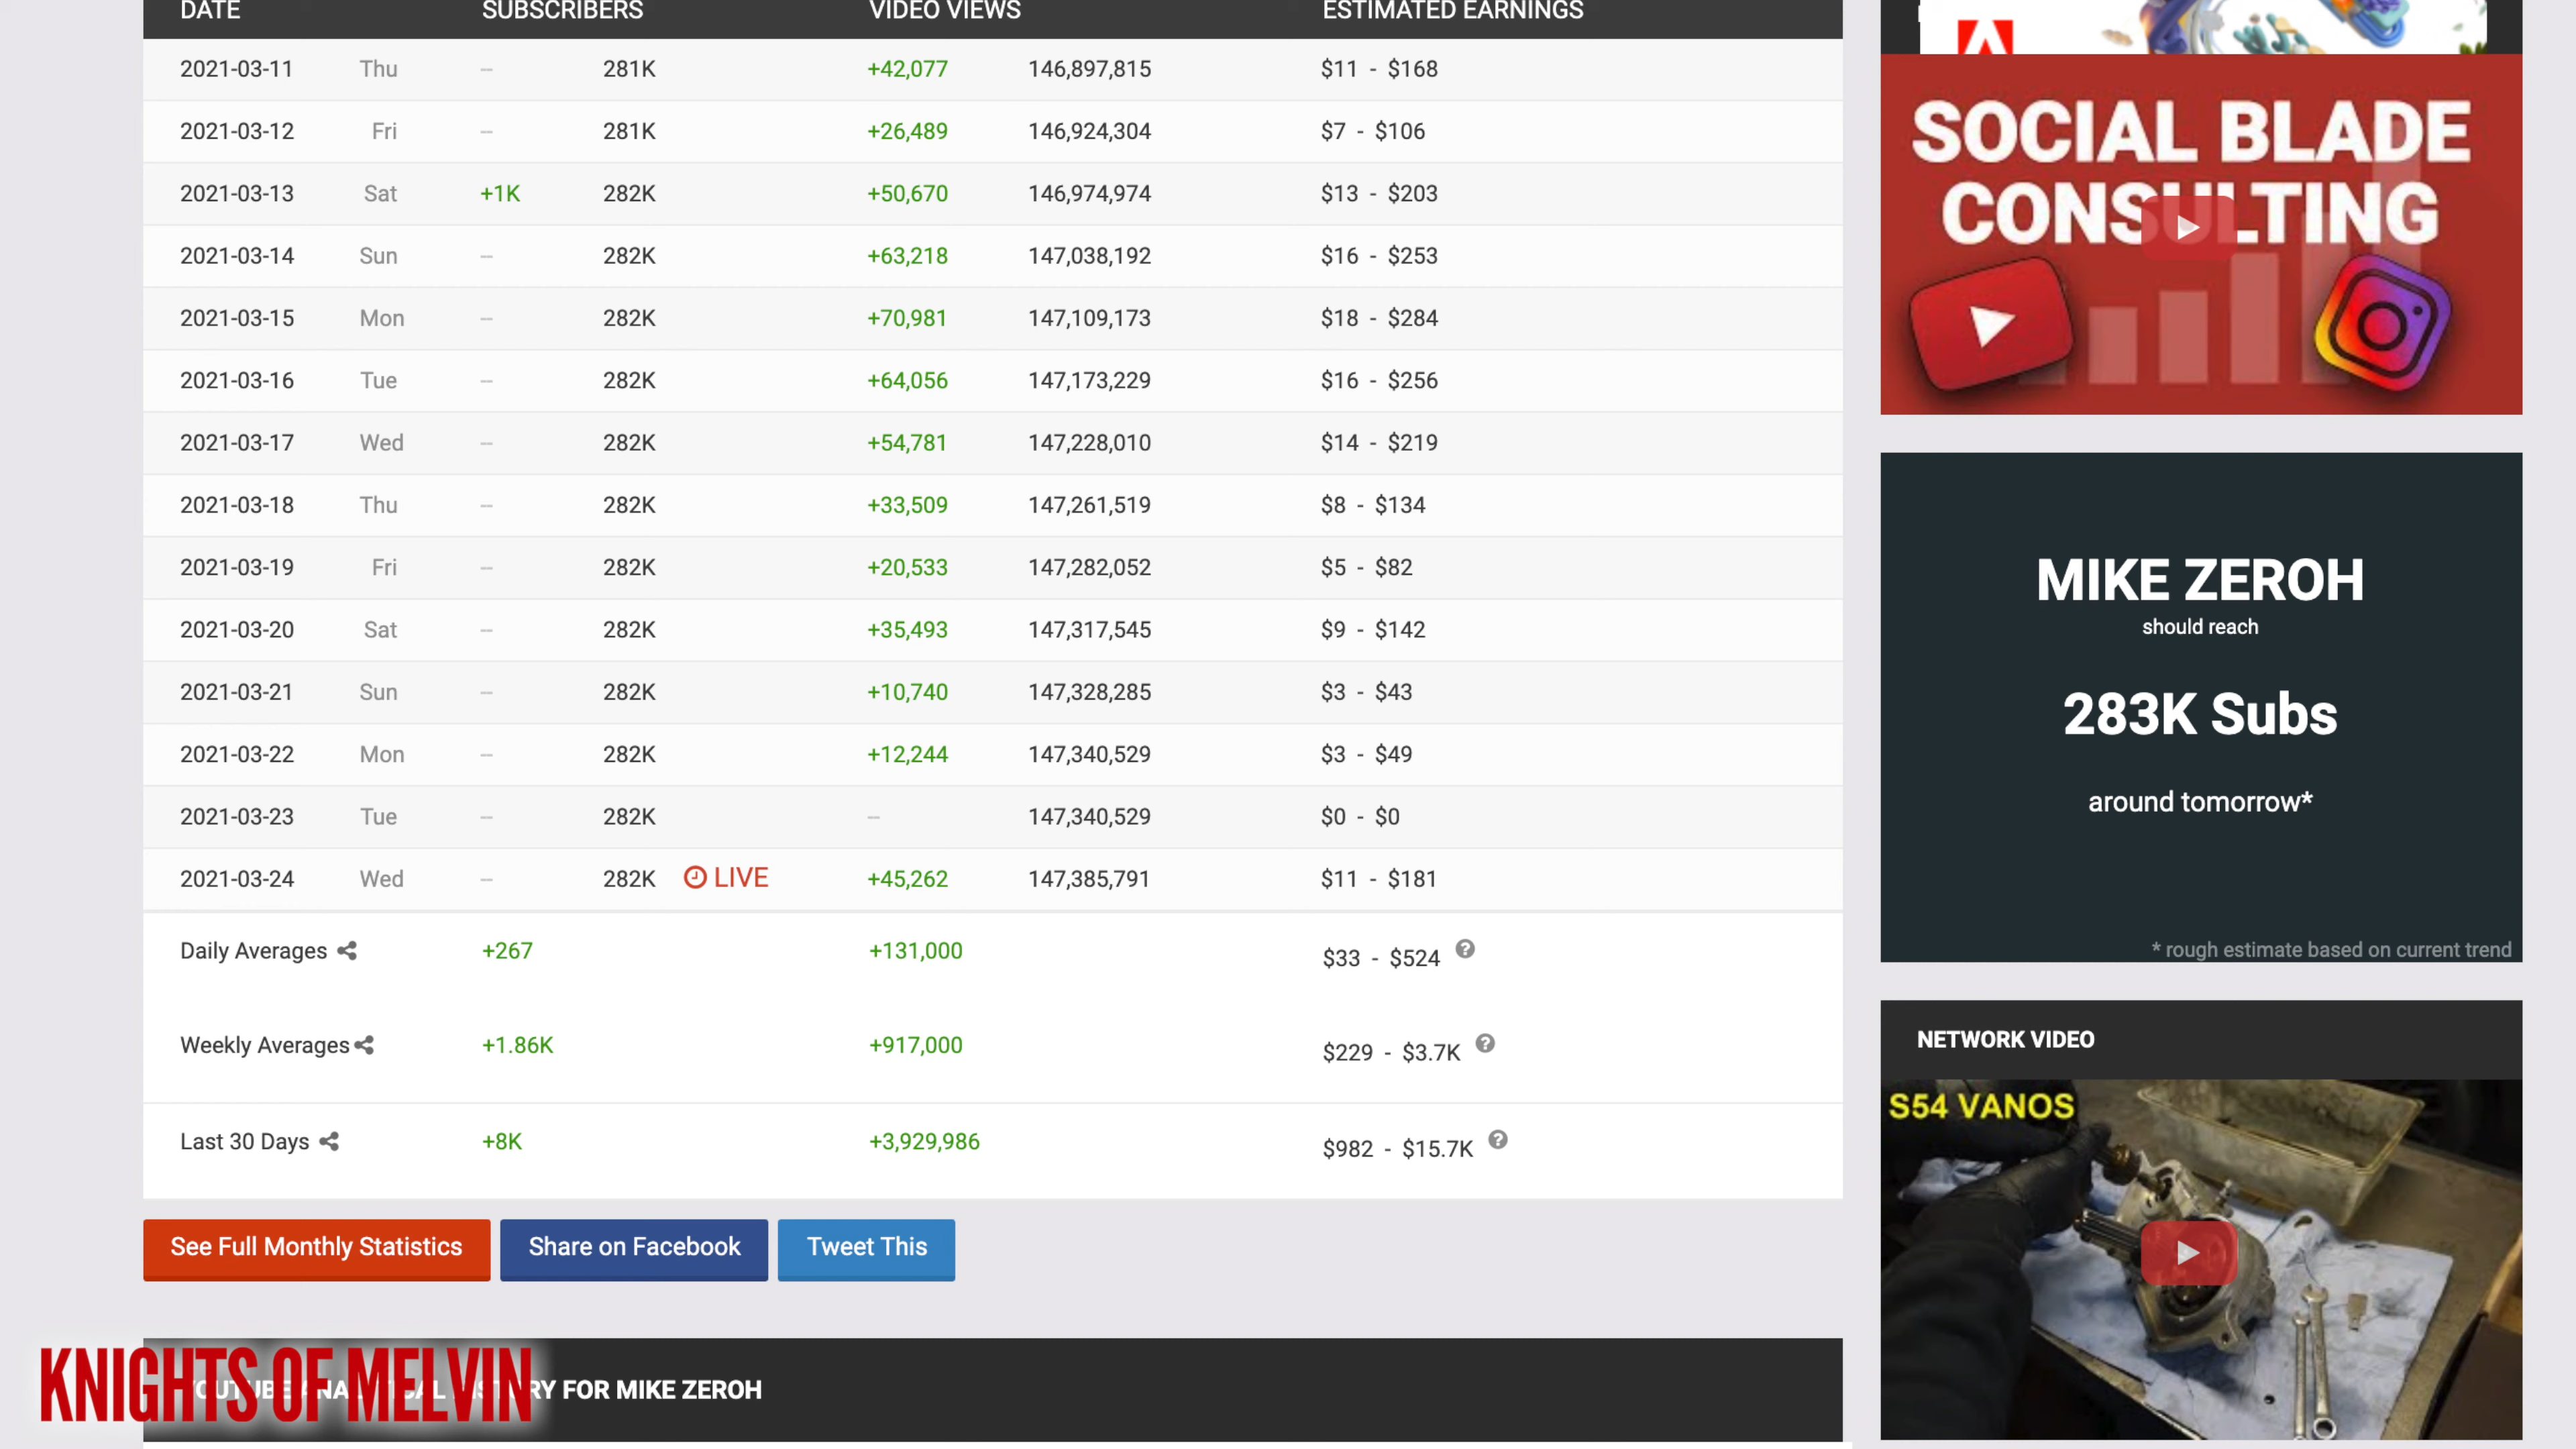 DATE SUBSCRIBERS VIDEO VIEWS ESTIMATED EARNINGS
2021-03-11 Thu -- 281K +42,077 146,897,815 $11 - $168
2021-03-12 Fri -- 281K +26,489 146,924,304 $7 - $106
2021-03-13 Sat +1K 282K +50,670 146,974,974 $13 - $203
2021-03-14 Sun -- 282K +63,218 147,038,192 $16 - $253
2021-03-15 Mon -- 282K +70,981 147,109,173 $18 - $284
2021-03-16 Tue -- 282K +64,056 147,173,229 $16 - $256
2021-03-17 Wed -- 282K +54,781 147,228,010 $14 - $219
2021-03-18 Thu -- 282K +33,509 147,261,519 $8 - $134
2021-03-19 Fri -- 282K +20,533 147,282,052 $5 - $82
2021-03-20 Sat -- 282K +35,493 147,317,545 $9 - $142
2021-03-21 Sun -- 282K +10,740 147,328,285 $3 - $43
2021-03-22 Mon -- 282K +12,244 147,340,529 $3 - $49
2021-03-23 Tue -- 282K -- 147,340,529 $0 - $0
2021-03-24 Wed -- 282K LIVE +45,262 147,385,791 $11 - $181
Daily Averages +267 +131,000 $33 - $524 ?
Weekly Averages +1.86K +917,000 $229 - $3.7K ?
Last 30 Days +8K +3,929,986 $982 - $15.7K ?
See Full Monthly Statistics Share on Facebook Tweet This
KNIGHTS OF MELVIN
FOR MIKE ZEROH
SOCIAL BLADE
CONSULTING
MIKE ZEROH
should reach
283K Subs
around tomorrow*
* rough estimate based on current trend
NETWORK VIDEO
S54 VANOS